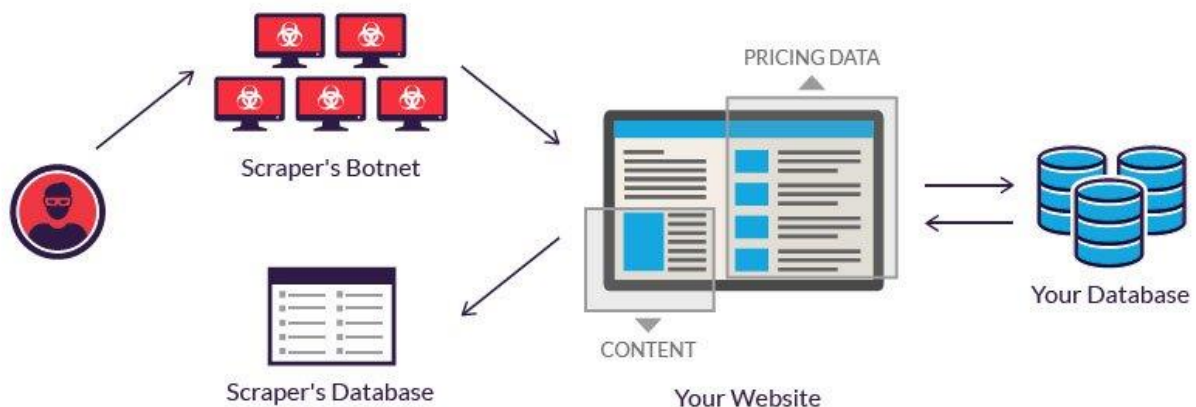 PRICING DATA
Scraper's Botnet
Your Database
CONTENT
Scraper's Database
Your Website